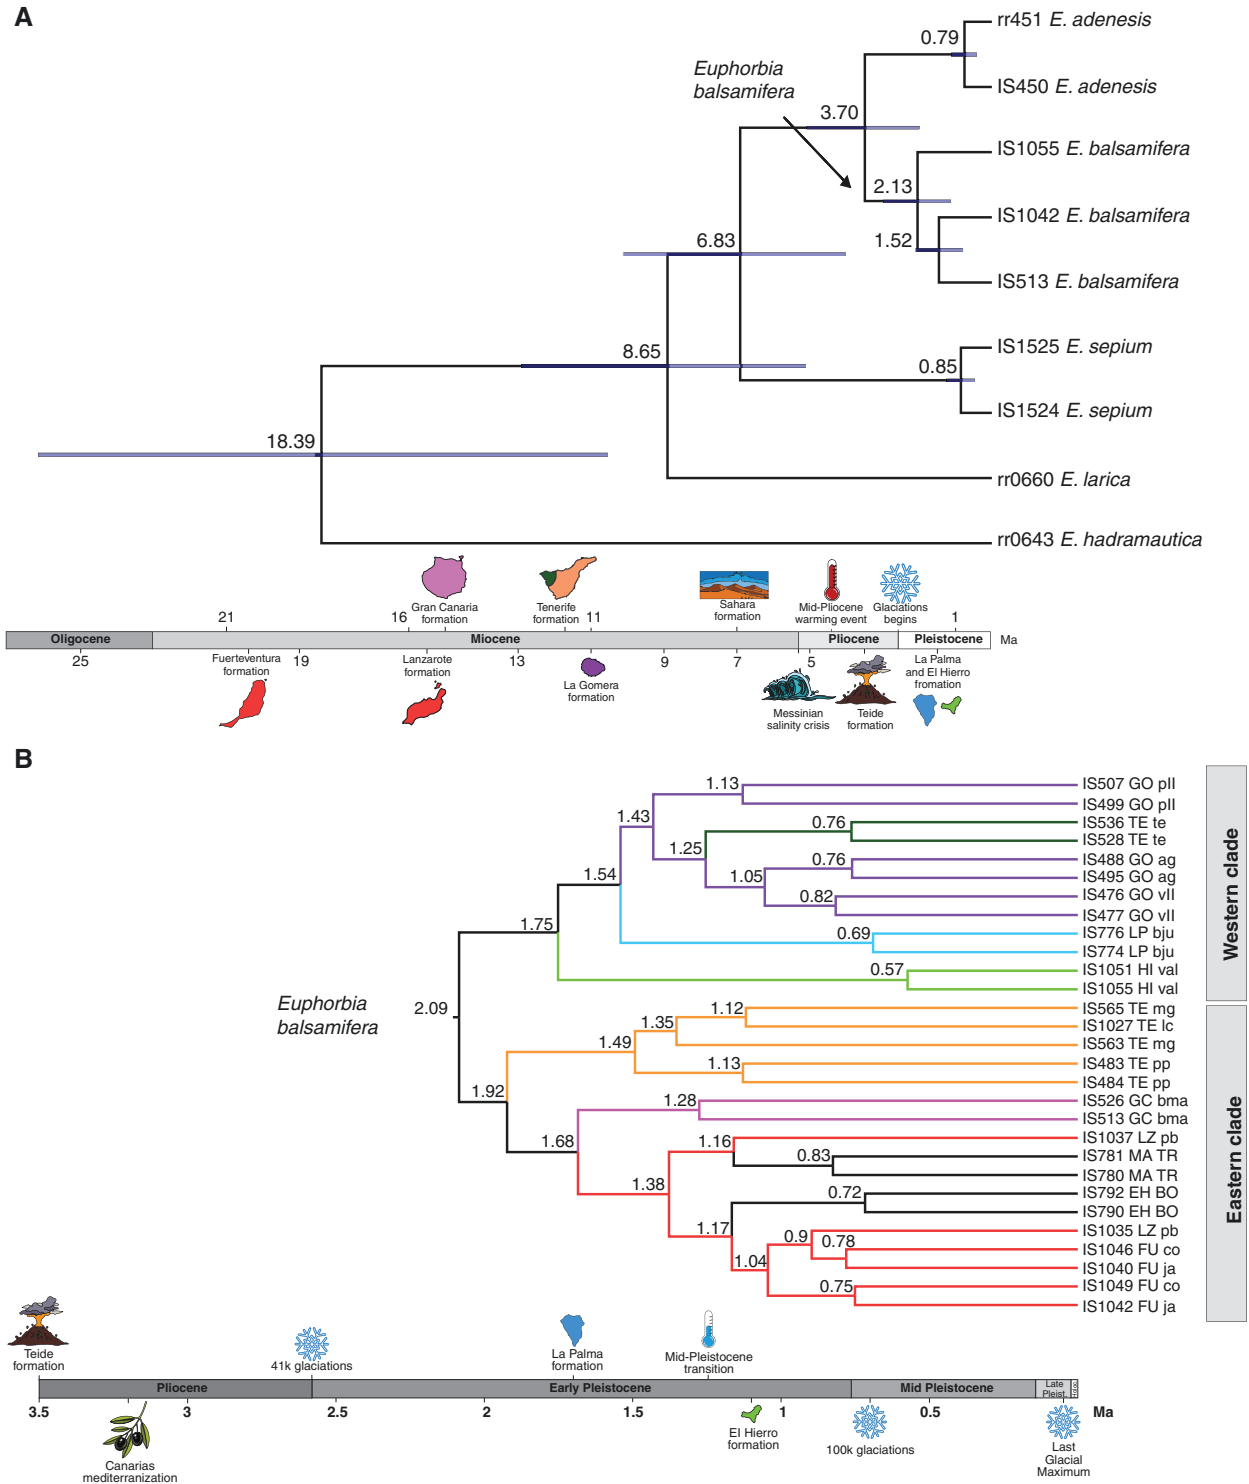 A
rr451 E. adenesis
0.79
Euphorbia
balsamifera
IS450 E. adenesis
3.70
IS1055 E. balsamifera
2.13
IS1042 E. balsamifera
6.83
1.52
IS513 E. balsamifera
8.65
IS1525 E. sepium
0.85
IS1524 E. sepium
18.39
rr0660 E. larica
rr0643 E. hadramautica
Gran Canaria
formation
Tenerife
formation
Sahara
formation
Mid-Pliocene
warming event
Glaciations
begins
21
16
11
1
Oligocene
Miocene
Pliocene
Pleistocene
Ma
25
19
13
9
7
5
Fuerteventura
formation
Lanzarote
formation
La Gomera
formation
La Palma
and El Hierro
fromation
Messinian
salinity crisis
Teide
formation
B
1.13
IS507 GO pll
IS499 GO pll
1.43
0.76
IS536 TE te
IS528 TE te
1.25
0.76
IS488 GO ag
1.54
1.05
IS495 GO ag
0.82
IS476 GO vll
IS477 GO vll
1.75
0.69
IS776 LP bju
IS774 LP bju
0.57
IS1051 HI val
IS1055 HI val
Western clade
Euphorbia
balsamifera
2.09
1.12
IS565 TE mg
1.35
IS1027 TE lc
1.49
IS563 TE mg
1.13
IS483 TE pp
IS484 TE pp
1.92
1.28
IS526 GC bma
IS513 GC bma
1.68
1.16
IS1037 LZ pb
0.83
IS781 MA TR
IS780 MA TR
1.38
0.72
IS792 EH BO
IS790 EH BO
1.17
0.9
IS1035 LZ pb
0.78
IS1046 FU co
1.04
IS1040 FU ja
0.75
IS1049 FU co
IS1042 FU ja
Eastern clade
Teide
formation
41k glaciations
La Palma
formation
Mid-Pleistocene
transition
Pliocene
Early Pleistocene
Mid Pleistocene
Late
Pleist.
3.5
3
2.5
2
1.5
1
0.5
Ma
Canarias
mediterranization
El Hierro
formation
100k glaciations
Last
Glacial
Maximum